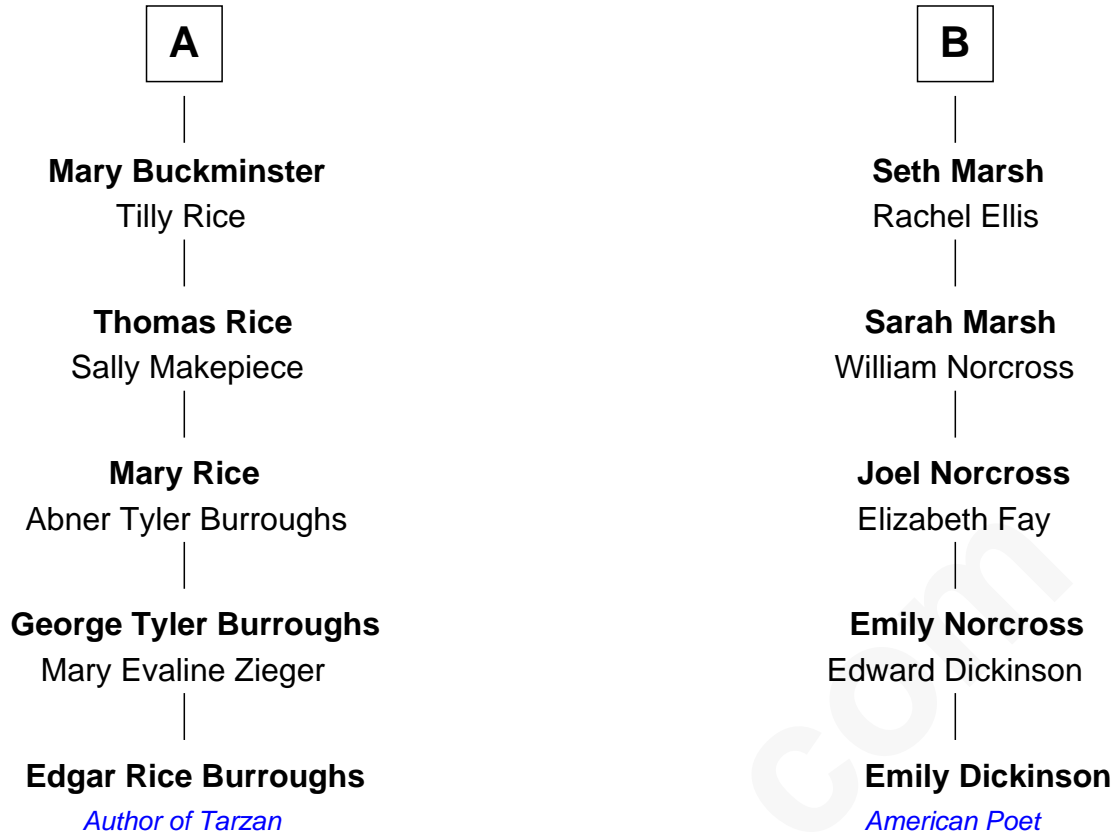 A
Mary Buckminster
Tilly Rice
Thomas Rice
Sally Makepiece
Mary Rice
Abner Tyler Burroughs
George Tyler Burroughs
Mary Evaline Zieger
Edgar Rice Burroughs
Author of Tarzan
B
Seth Marsh
Rachel Ellis
Sarah Marsh
William Norcross
Joel Norcross
Elizabeth Fay
Emily Norcross
Edward Dickinson
Emily Dickinson
American Poet
com